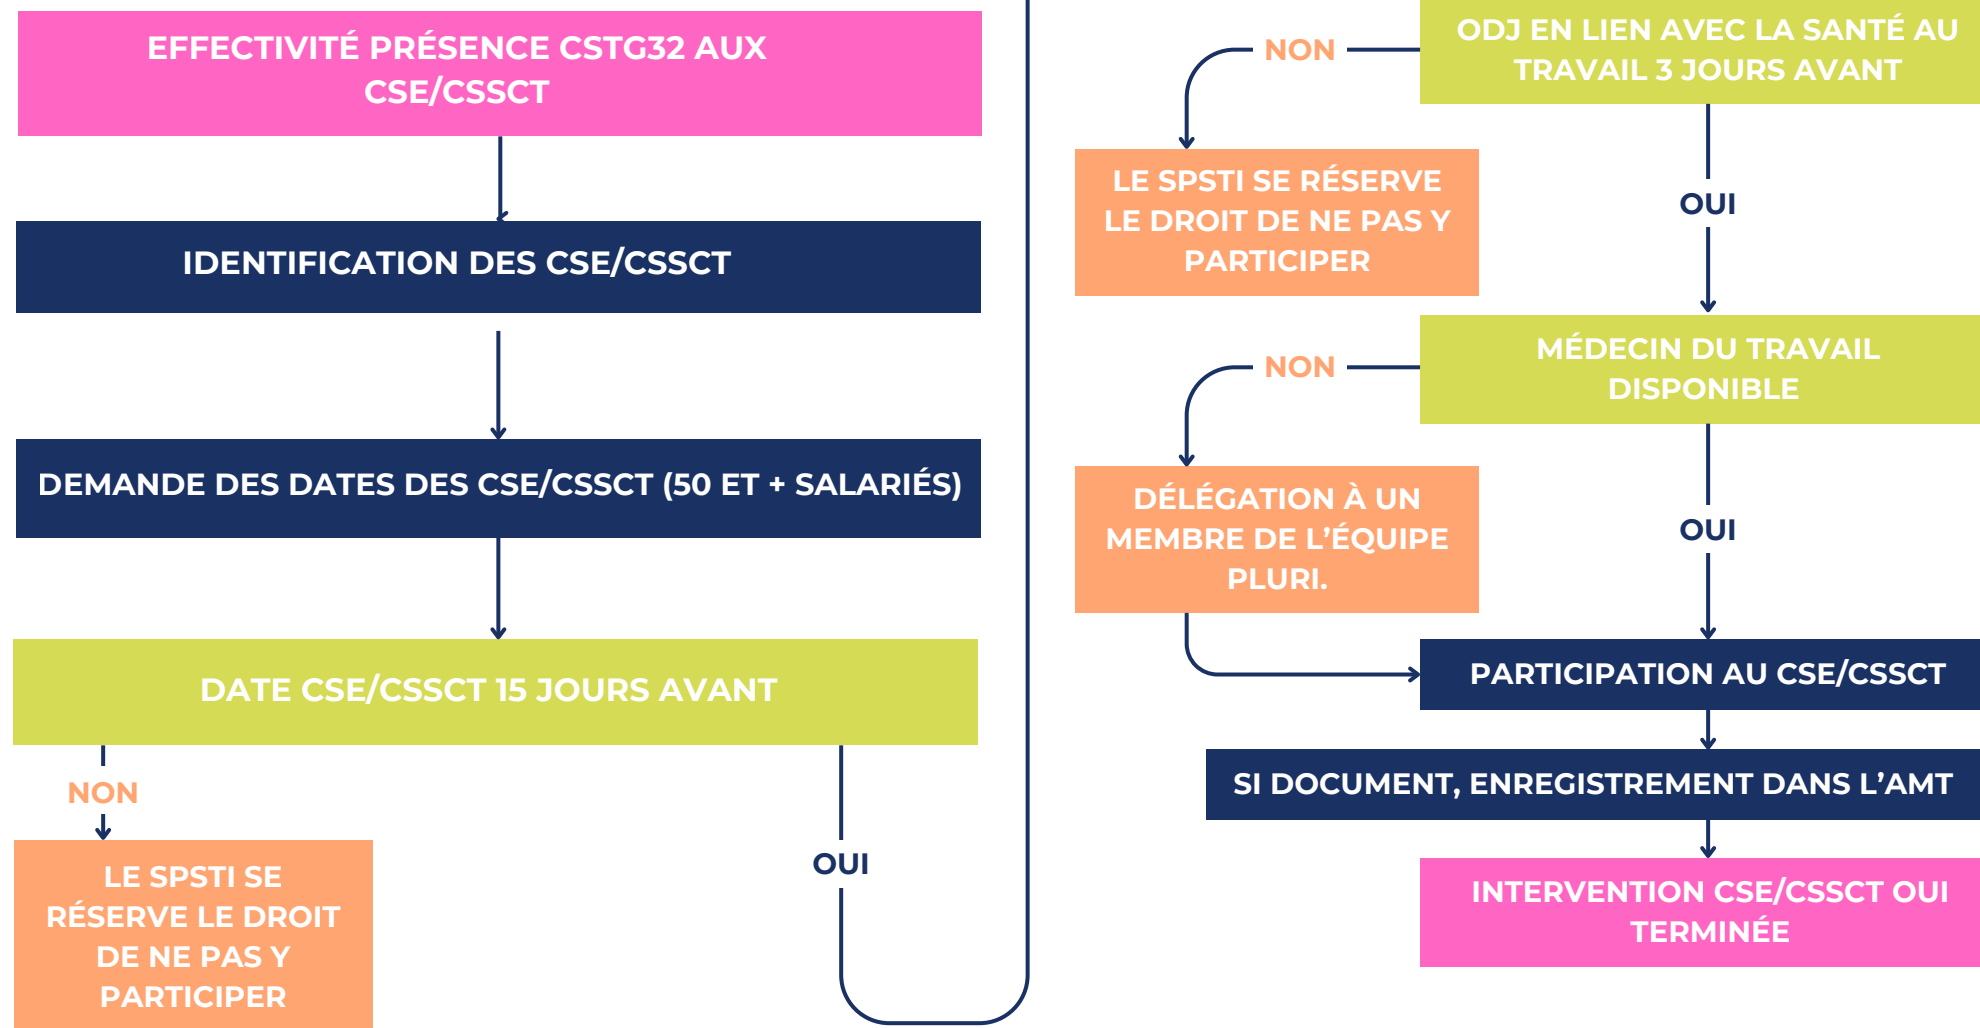 EFFECTIVITÉ PRÉSENCE CSTG32 AUX
CSE/CSSCT
IDENTIFICATION DES CSE/CSSCT
DEMANDE DES DATES DES CSE/CSSCT (50 ET + SALARIÉS)
DATE CSE/CSSCT 15 JOURS AVANT
NON
LE SPSTI SE
RÉSERVE LE DROIT
DE NE PAS Y
PARTICIPER
OUI
ODJ EN LIEN AVEC LA SANTÉ AU
TRAVAIL 3 JOURS AVANT
NON
LE SPSTI SE RÉSERVE
LE DROIT DE NE PAS Y
PARTICIPER
OUI
MÉDECIN DU TRAVAIL
DISPONIBLE
NON
DÉLÉGATION À UN
MEMBRE DE L’ÉQUIPE
PLURI.
OUI
PARTICIPATION AU CSE/CSSCT
SI DOCUMENT, ENREGISTREMENT DANS L’AMT
INTERVENTION CSE/CSSCT OUI
TERMINÉE